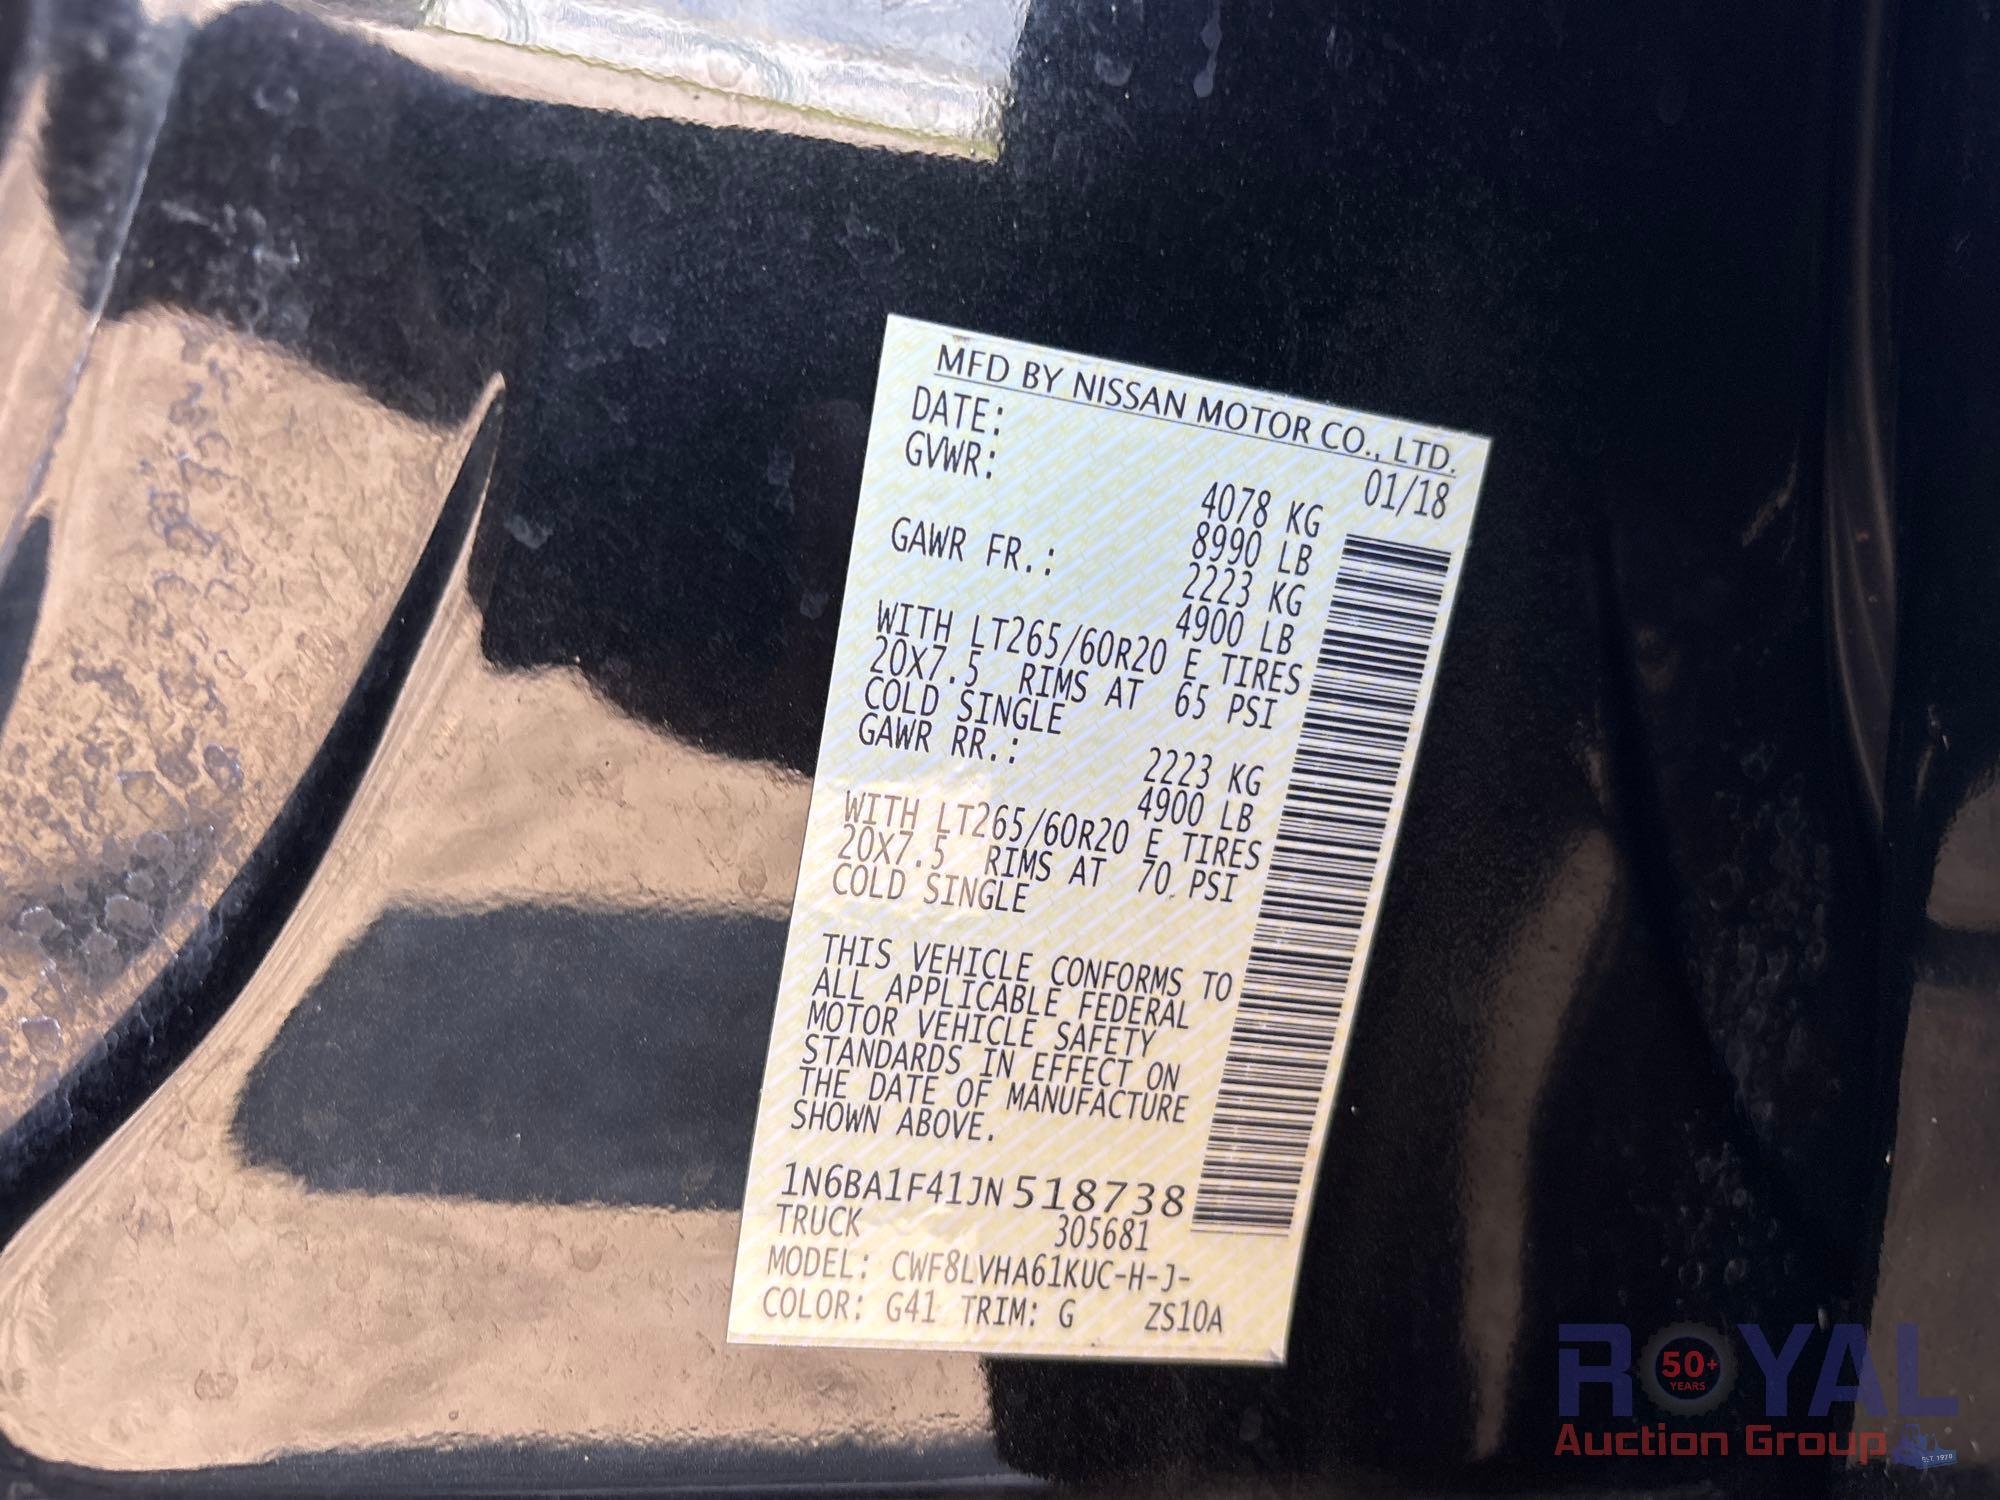 MFD BY NISSAN MOTOR CO., LTD.
DATE: 01/18
GVWR: 4078 KG
8990 LB
GAWR FR.: 2223 KG
4900 LB
WITH LT265/60R20 E TIRES
20X7.5 RIMS AT 65 PSI
COLD SINGLE
GAWR RR.: 2223 KG
4900 LB
WITH LT265/60R20 E TIRES
20X7.5 RIMS AT 70 PSI
COLD SINGLE
THIS VEHICLE CONFORMS TO
ALL APPLICABLE FEDERAL
MOTOR VEHICLE SAFETY
STANDARDS IN EFFECT ON
THE DATE OF MANUFACTURE
SHOWN ABOVE.
1N6BA1F41JN518738
TRUCK 305681
MODEL: CWF8LVHA61KUC-H-J-
COLOR: G41 TRIM: G ZS10A
ROYAL
50+
YEARS
Auction Group
EST. 1970